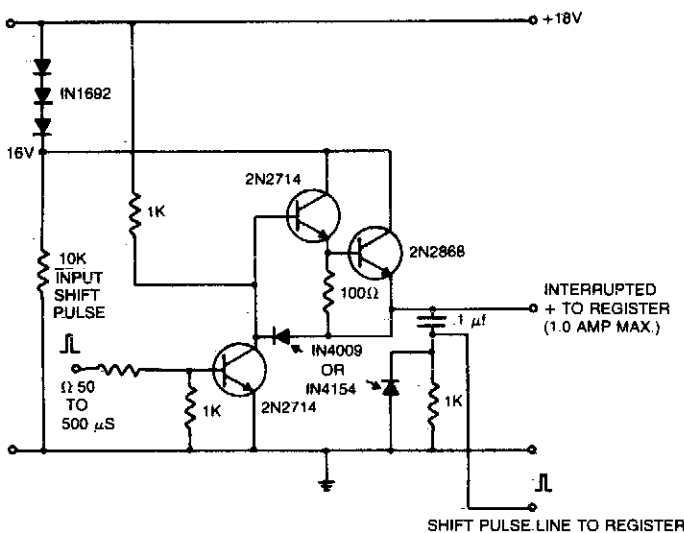 +18V
IN1692
16V
2N2714
1K
2N2868
10K
INPUT
SHIFT
PULSE
100Ω
INTERRUPTED
+ TO REGISTER
(1.0 AMP MAX.)
.1 μf
IN4009
OR
IN4154
Ω 50
TO
500 μS
1K
2N2714
1K
SHIFT PULSE LINE TO REGISTER